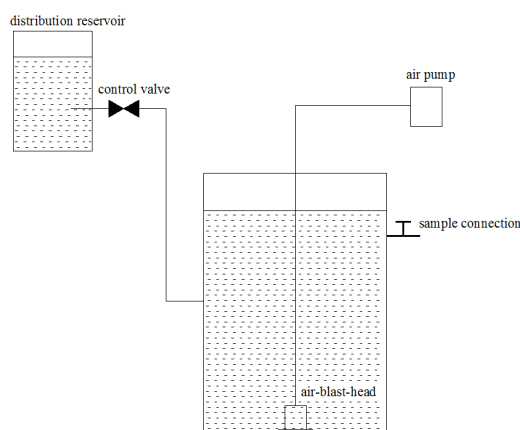 distribution reservoir
control valve
air pump
sample connection
air-blast-head